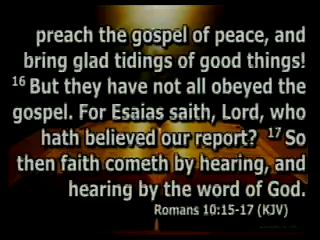 preach the gospel of peace, and
bring glad tidings of good things!
16 But they have not all obeyed the
gospel. For Esaias saith, Lord, who
hath believed our report? 17 So
then faith cometh by hearing, and
hearing by the word of God.
Romans 10:15-17 (KJV)